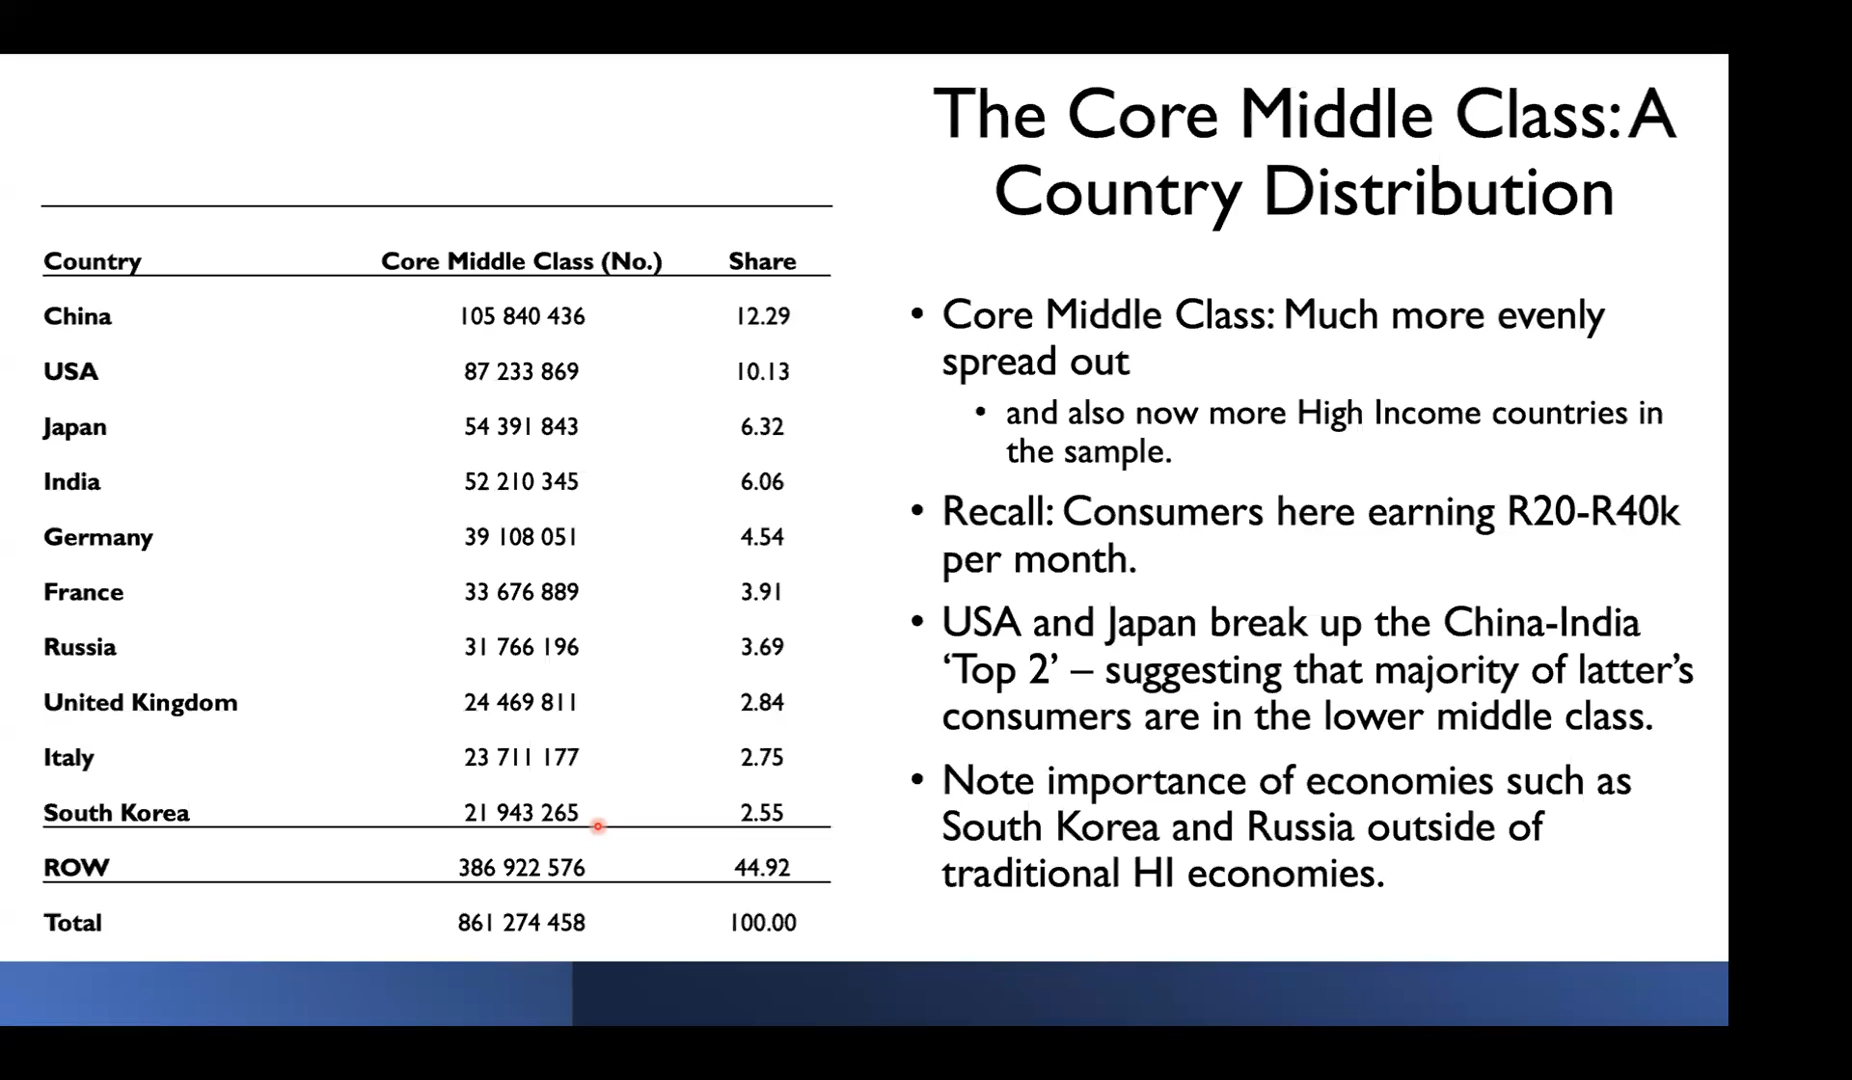 The Core Middle Class: A
Country Distribution
Country Core Middle Class (No.) Share
China 105 840 436 12.29
USA 87 233 869 10.13
Japan 54 391 843 6.32
India 52 210 345 6.06
Germany 39 108 051 4.54
France 33 676 889 3.91
Russia 31 766 196 3.69
United Kingdom 24 469 811 2.84
Italy 23 711 177 2.75
South Korea 21 943 265 2.55
ROW 386 922 576 44.92
Total 861 274 458 100.00
• Core Middle Class: Much more evenly
spread out
• and also now more High Income countries in
the sample.
• Recall: Consumers here earning R20-R40k
per month.
• USA and Japan break up the China-India
‘Top 2’ – suggesting that majority of latter’s
consumers are in the lower middle class.
• Note importance of economies such as
South Korea and Russia outside of
traditional HI economies.